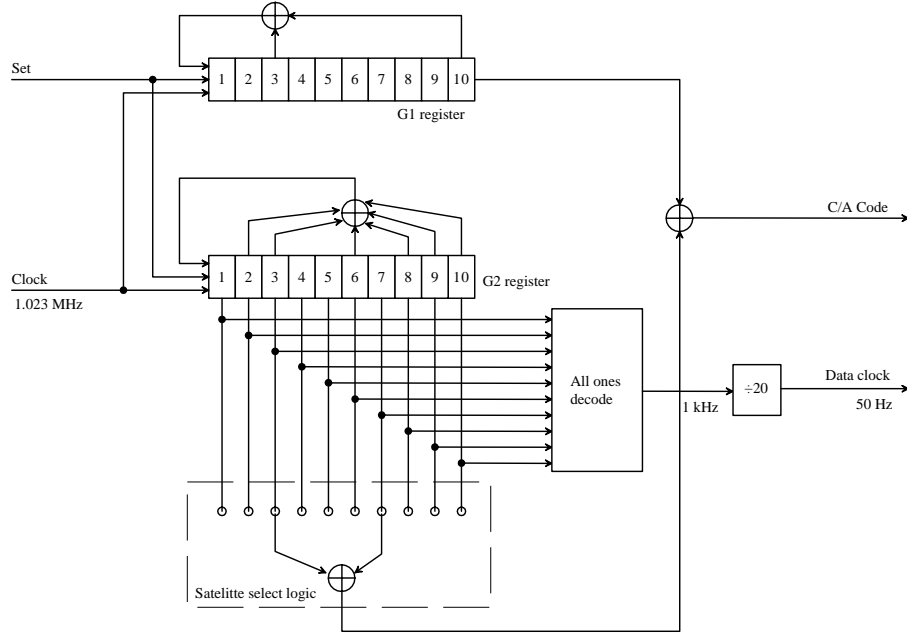 Set
1 2 3 4 5 6 7 8 9 10
G1 register
C/A Code
Clock
1.023 MHz
1 2 3 4 5 6 7 8 9 10
G2 register
All ones
decode
1 kHz
÷20
Data clock
50 Hz
Satelitte select logic